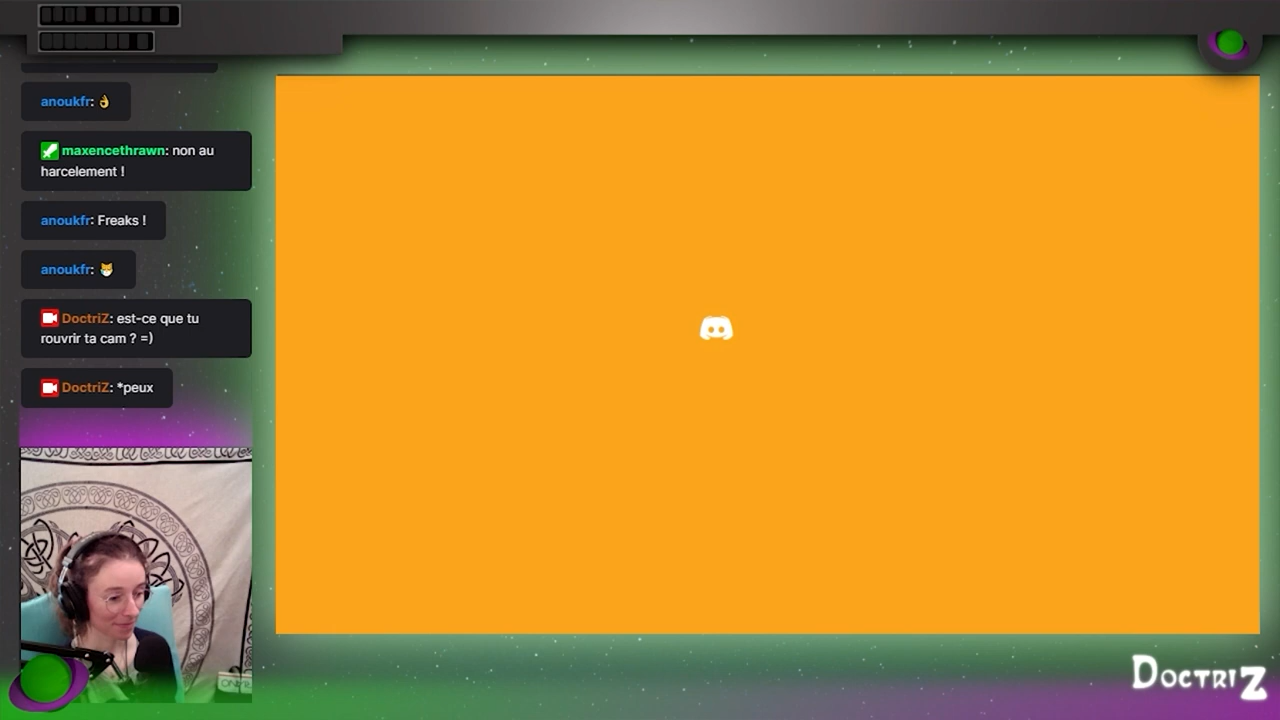 anoukfr: 👌
maxencethrawn: non au
harcelement !
anoukfr: Freaks !
anoukfr: 🐱
DoctriZ: est-ce que tu
rouvrir ta cam ? =)
DoctriZ: *peux
DOCTRIZ